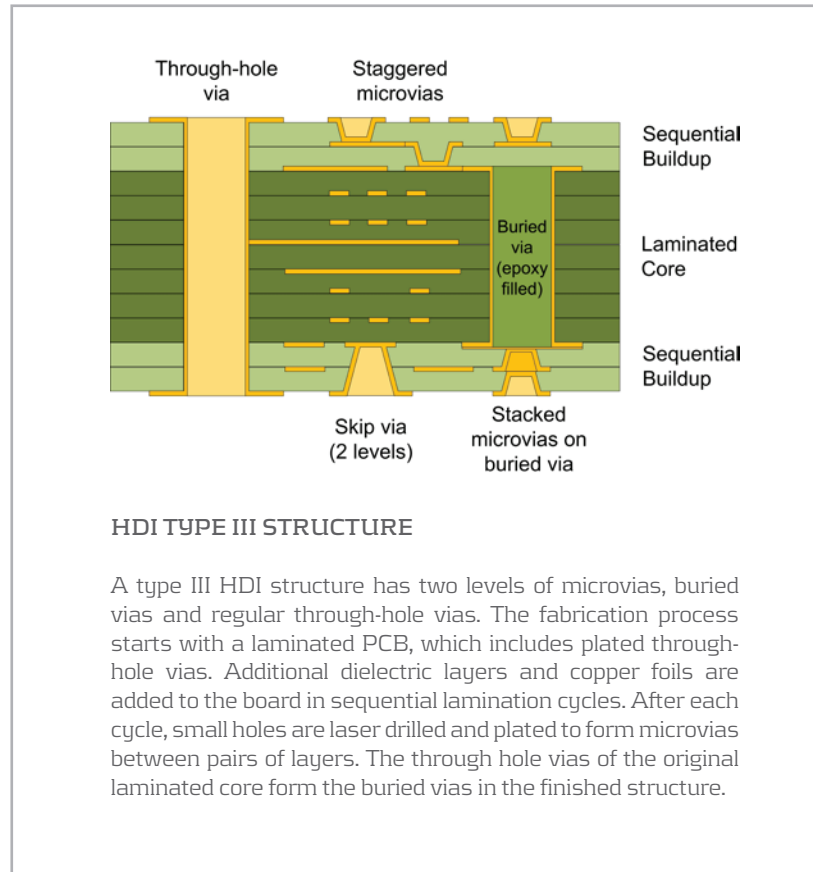 Through-hole
via
Staggered
microvias
Sequential
Buildup
Buried
via
(epoxy
filled)
Laminated
Core
Sequential
Buildup
Skip via
(2 levels)
Stacked
microvias on
buried via
HDI TYPE III STRUCTURE
A type III HDI structure has two levels of microvias, buried
vias and regular through-hole vias. The fabrication process
starts with a laminated PCB, which includes plated through-
hole vias. Additional dielectric layers and copper foils are
added to the board in sequential lamination cycles. After each
cycle, small holes are laser drilled and plated to form microvias
between pairs of layers. The through hole vias of the original
laminated core form the buried vias in the finished structure.